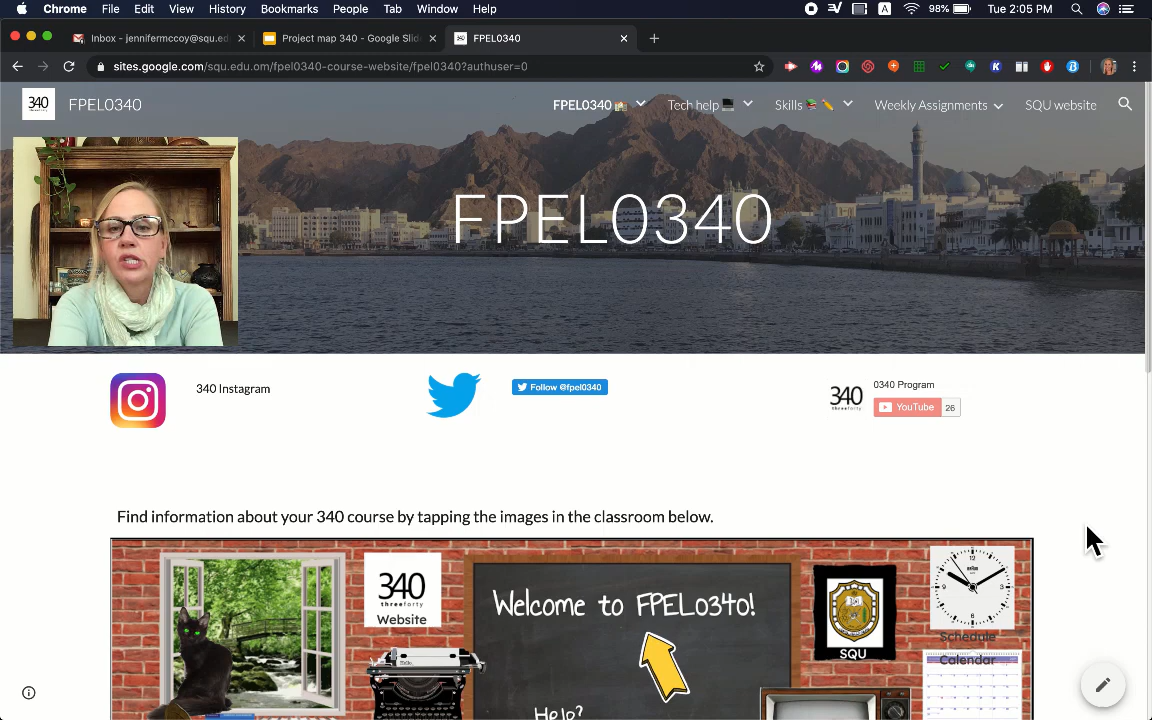 Chrome File Edit View History Bookmarks People Tab Window Help
A 98% Tue 2:05 PM
Inbox - jennifermccoy@squ.ed
Project map 340 - Google Slid
FPEL0340
sites.google.com/squ.edu.om/fpel0340-course-website/fpel0340?authuser=0
340 FPEL0340
FPEL0340 Tech help Skills Weekly Assignments SQU website
FPEL0340
340 Instagram
Follow @fpel0340
340
threeforty
0340 Program
YouTube 26
Find information about your 340 course by tapping the images in the classroom below.
340
threeforty
Website
Welcome to FPEL0340!
Help?
SQU
Schedule
Calendar